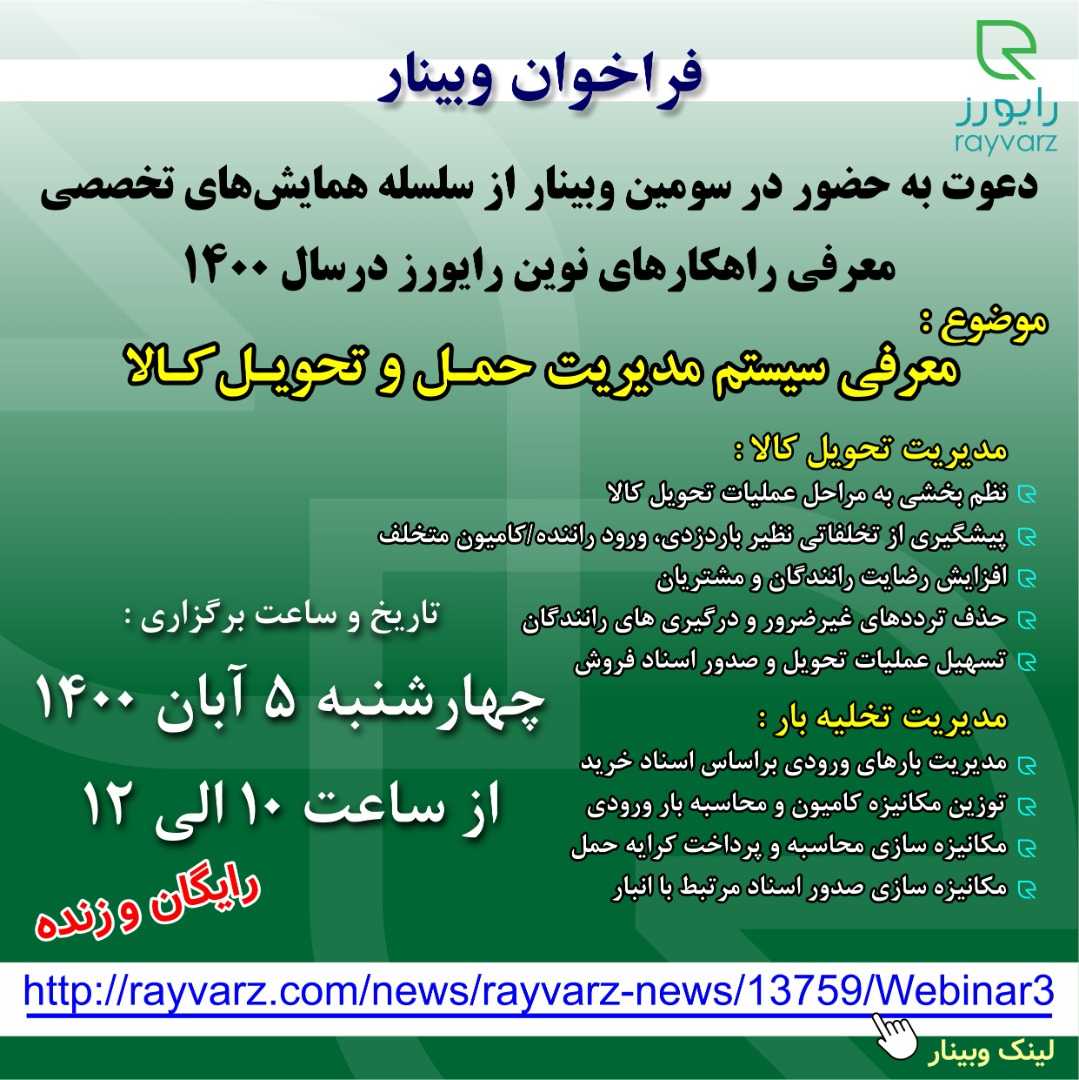 رایورز
rayvarz
فراخوان وبینار
دعوت به حضور در سومین وبینار از سلسله همایش‌های تخصصی
معرفی راهکارهای نوین رایورز درسال ۱۴۰۰
موضوع :
معرفی سیستم مدیریت حمل و تحویل کالا
مدیریت تحویل کالا :
نظم بخشی به مراحل عملیات تحویل کالا
پیشگیری از تخلفاتی نظیر باردزدی، ورود راننده/کامیون متخلف
افزایش رضایت رانندگان و مشتریان
حذف ترددهای غیرضرور و درگیری های رانندگان
تسهیل عملیات تحویل و صدور اسناد فروش
مدیریت تخلیه بار :
مدیریت بارهای ورودی براساس اسناد خرید
توزین مکانیزه کامیون و محاسبه بار ورودی
مکانیزه سازی محاسبه و پرداخت کرایه حمل
مکانیزه سازی صدور اسناد مرتبط با انبار
تاریخ و ساعت برگزاری :
چهارشنبه ۵ آبان ۱۴۰۰
از ساعت ۱۰ الی ۱۲
رایگان و زنده
http://rayvarz.com/news/rayvarz-news/13759/Webinar3
لینک وبینار